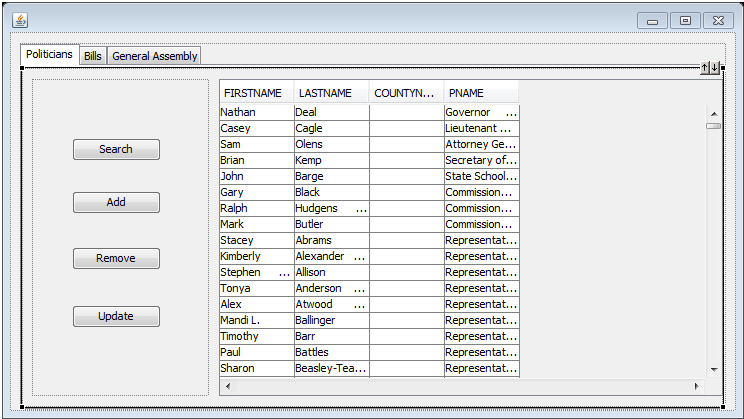 Politicians Bills General Assembly
Search
Add
Remove
Update
FIRSTNAME LASTNAME COUNTYN... PNAME
Nathan Deal Governor ...
Casey Cagle Lieutenant ...
Sam Olens Attorney Ge...
Brian Kemp Secretary of...
John Barge State School...
Gary Black Commission...
Ralph Hudgens ... Commission...
Mark Butler Commission...
Stacey Abrams Representat...
Kimberly Alexander ... Representat...
Stephen ... Allison Representat...
Tonya Anderson ... Representat...
Alex Atwood ... Representat...
Mandi L. Ballinger Representat...
Timothy Barr Representat...
Paul Battles Representat...
Sharon Beasley-Tea... Representat...